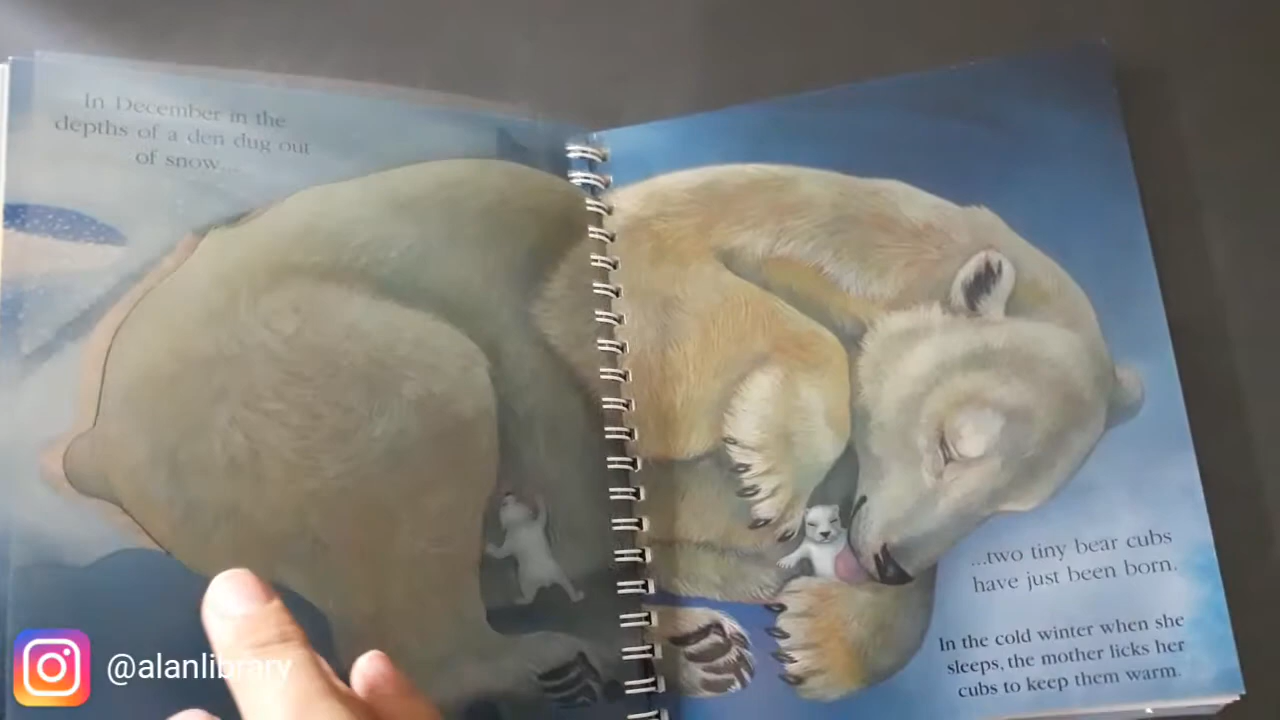 In December in the
depths of a den dug out
of snow...
...two tiny bear cubs
have just been born.
In the cold winter when she
sleeps, the mother licks her
cubs to keep them warm.
@alanlibrary